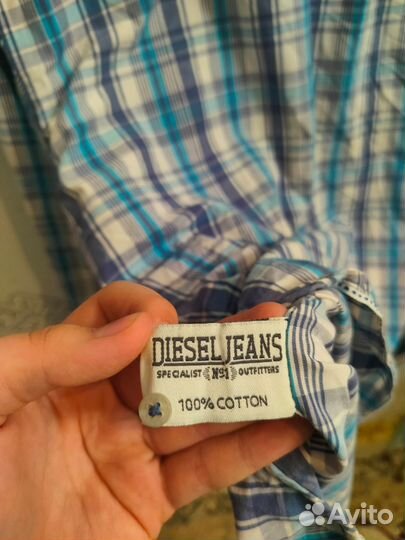 DIESEL JEANS
SPECIALIST Nº1 OUTFITTERS
100% COTTON
Avito